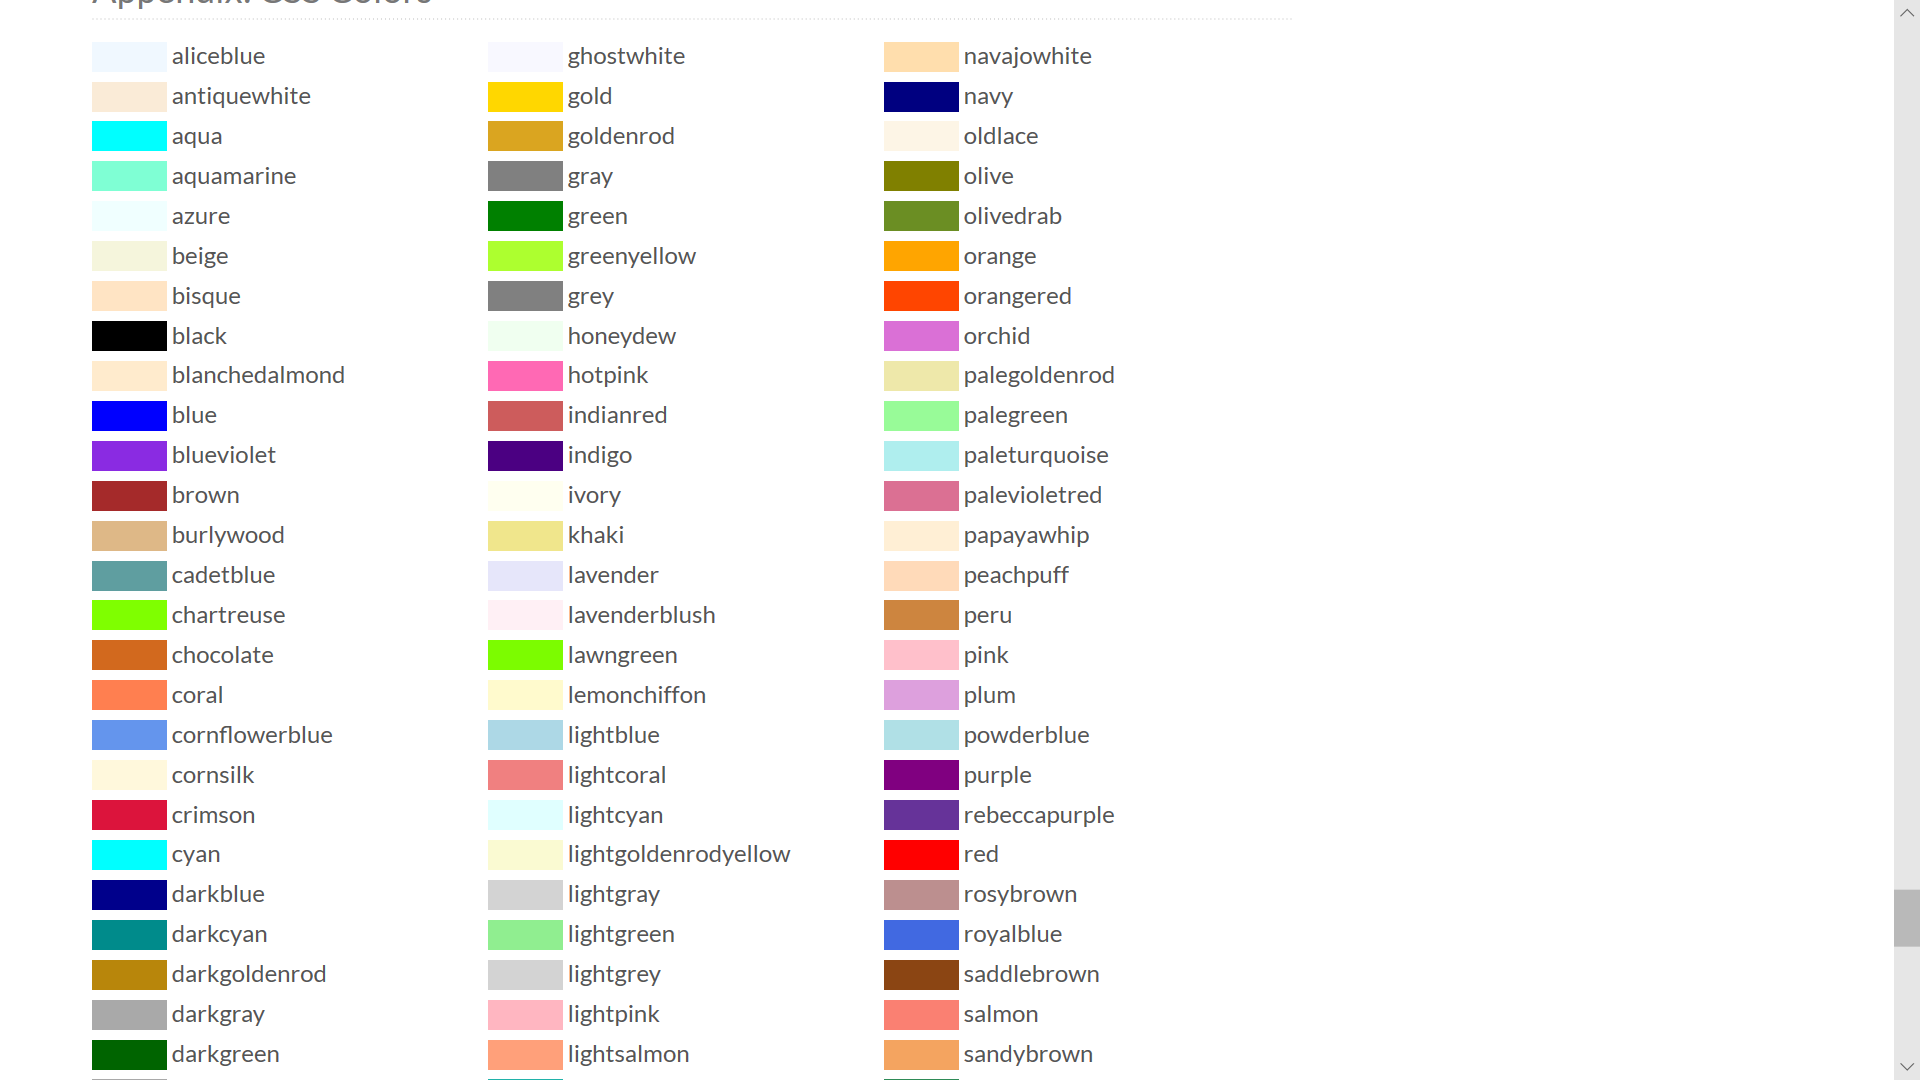 Appendix: CSS Colors
aliceblue
antiquewhite
aqua
aquamarine
azure
beige
bisque
black
blanchedalmond
blue
blueviolet
brown
burlywood
cadetblue
chartreuse
chocolate
coral
cornflowerblue
cornsilk
crimson
cyan
darkblue
darkcyan
darkgoldenrod
darkgray
darkgreen
ghostwhite
gold
goldenrod
gray
green
greenyellow
grey
honeydew
hotpink
indianred
indigo
ivory
khaki
lavender
lavenderblush
lawngreen
lemonchiffon
lightblue
lightcoral
lightcyan
lightgoldenrodyellow
lightgray
lightgreen
lightgrey
lightpink
lightsalmon
navajowhite
navy
oldlace
olive
olivedrab
orange
orangered
orchid
palegoldenrod
palegreen
paleturquoise
palevioletred
papayawhip
peachpuff
peru
pink
plum
powderblue
purple
rebeccapurple
red
rosybrown
royalblue
saddlebrown
salmon
sandybrown